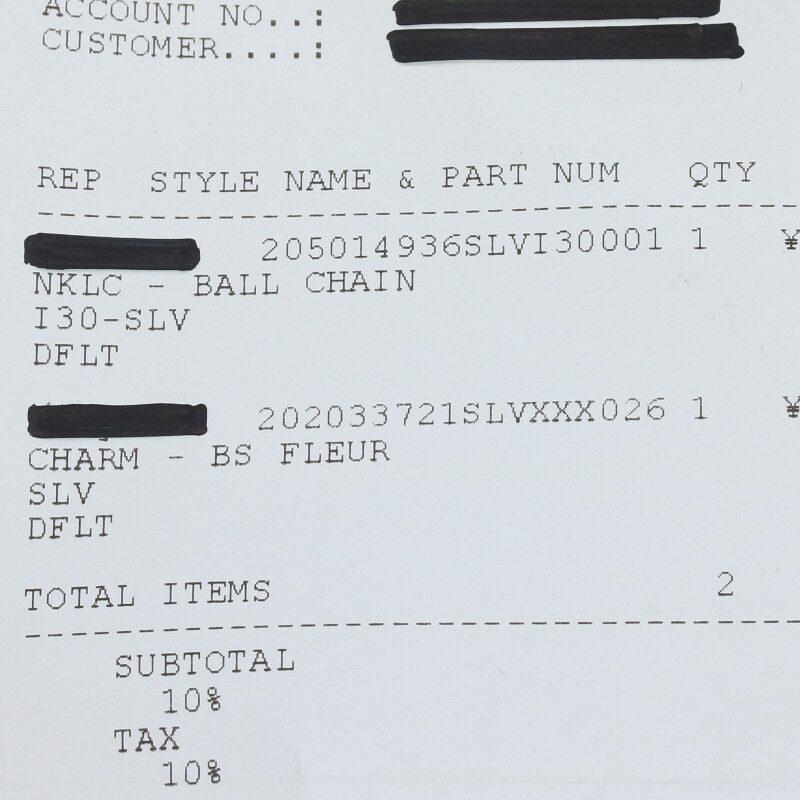 ACCOUNT NO..:
CUSTOMER....:
REP STYLE NAME & PART NUM QTY
205014936SLVI30001 1 ¥
NKLC - BALL CHAIN
I30-SLV
DFLT
202033721SLVXXX026 1 ¥
CHARM - BS FLEUR
SLV
DFLT
TOTAL ITEMS 2
SUBTOTAL
10%
TAX
10%